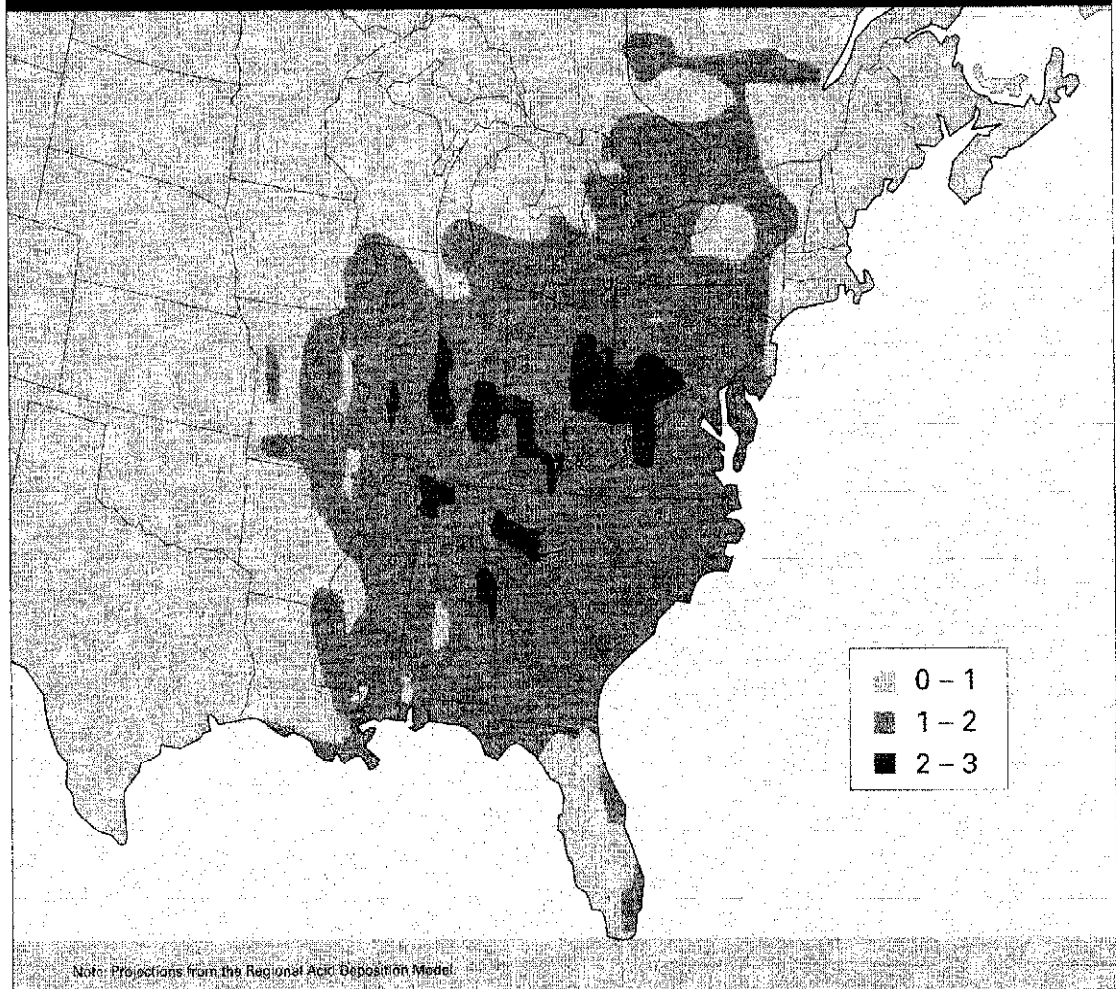 0 – 1
1 – 2
2 – 3
Note: Projections from the Regional Acid Deposition Model.